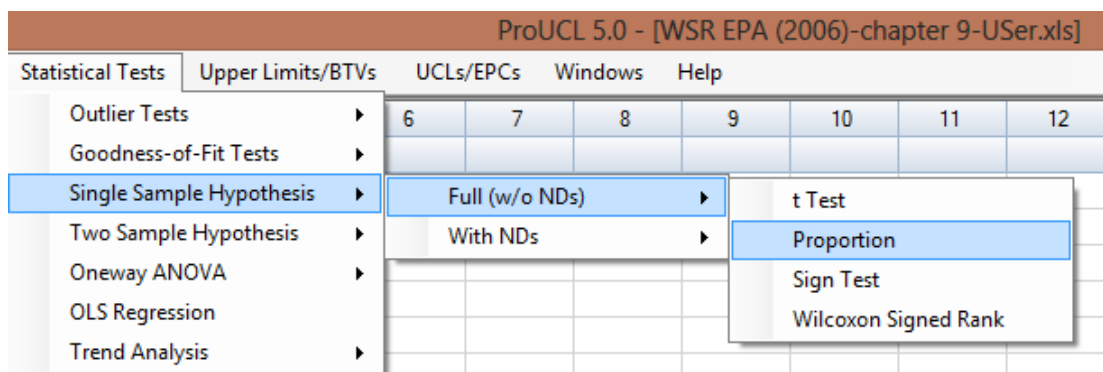 ProUCL 5.0 - [WSR EPA (2006)-chapter 9-USer.xls]
Statistical Tests Upper Limits/BTVs UCLs/EPCs Windows Help
Outlier Tests 6 7 8 9 10 11 12
Goodness-of-Fit Tests
Single Sample Hypothesis Full (w/o NDs) t Test
Two Sample Hypothesis With NDs Proportion
Oneway ANOVA Sign Test
OLS Regression Wilcoxon Signed Rank
Trend Analysis